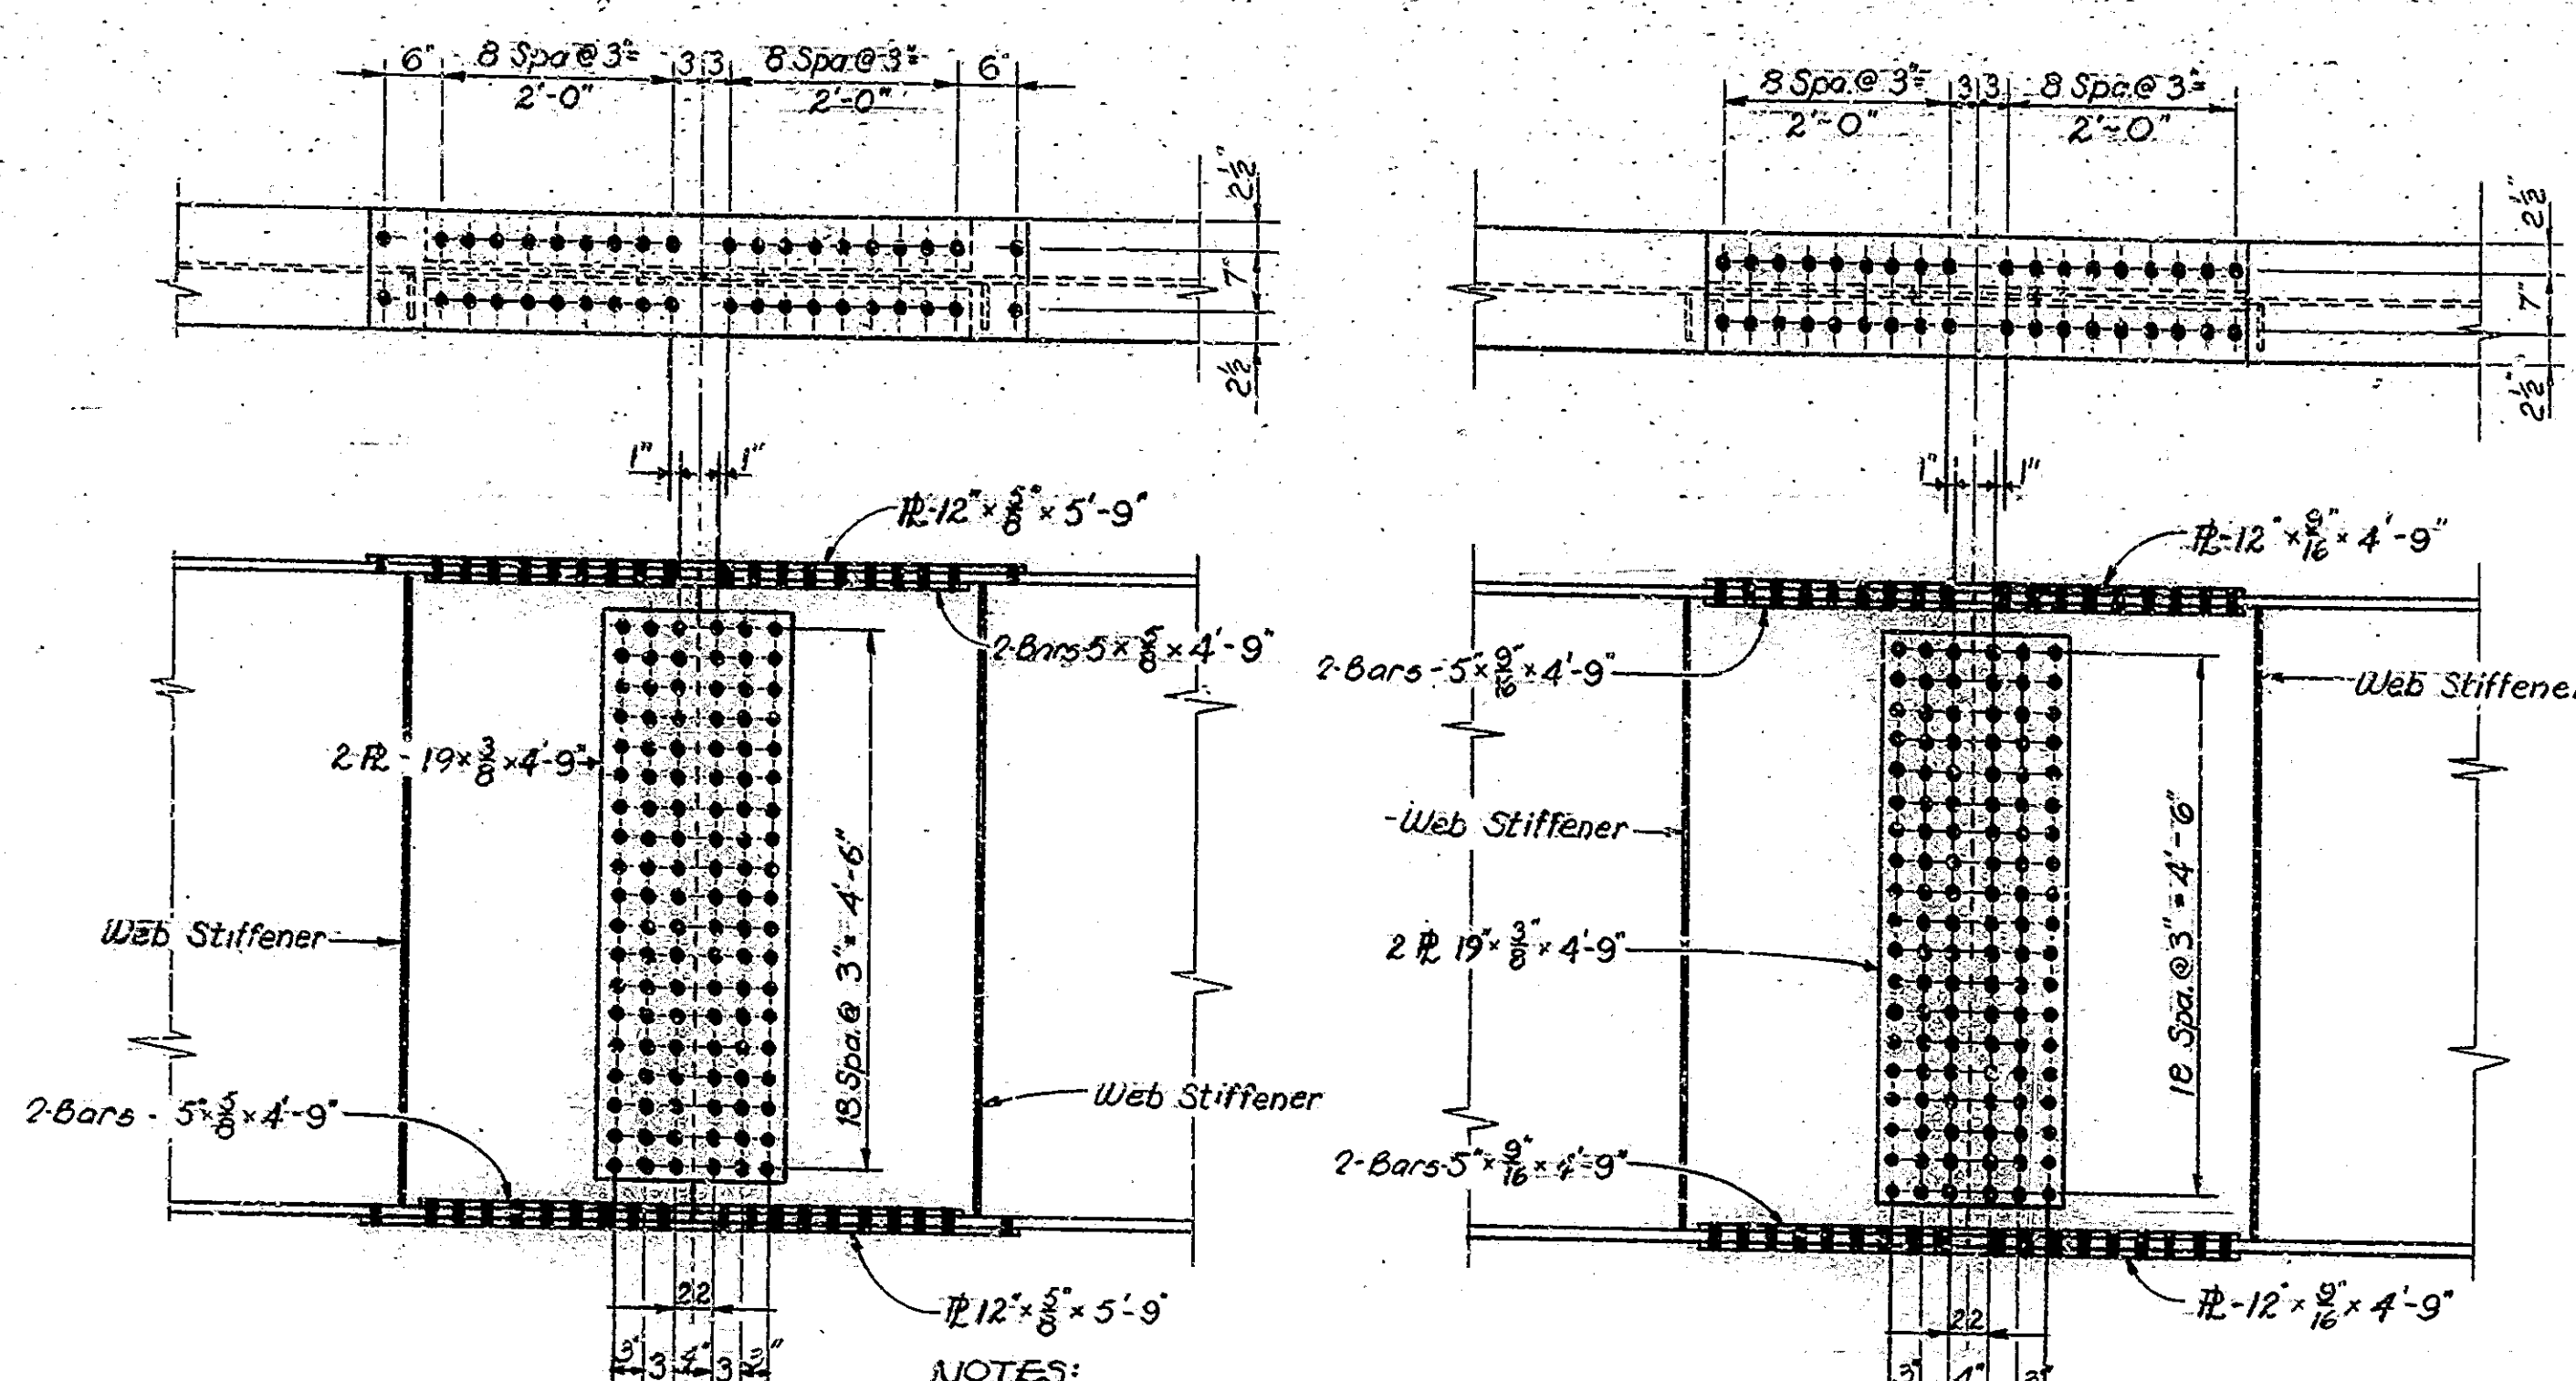 6" 8 Spa@3"= 3 3 8 Spa@3"= 6"
2'-0" 2'-0"
2½"
7"
2½"
1" 1"
PL-12"×5/8"×5'-9"
2-Bars-5×5/8×4'-9"
2 PL - 19×3/8×4'-9"
18 Spa.@ 3" = 4'-6"
Web Stiffener
Web Stiffener
2-Bars - 5"×5/8×4'-9"
PL 12"×5/8"×5'-9"
2 2
3" 3 4" 3 3"
NOTES:
8 Spa.@3"= 3 3 8 Spa.@3"=
2'-0" 2'-0"
2½"
7"
2½"
1" 1"
PL-12"×9/16"×4'-9"
2-Bars-5"×9/16"×4'-9"
Web Stiffene
-Web Stiffener
18 Spa.@3"=4'-6"
2 PL 19"×3/8"×4'-9"
2-Bars-5"×9/16"×4'-9"
PL-12"×9/16"×4'-9"
2 2
3" 4" 3"